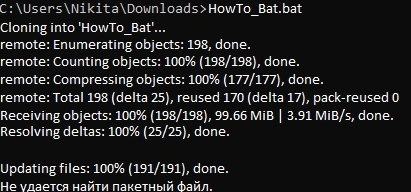 C:\Users\Nikita\Downloads>HowTo_Bat.bat
Cloning into 'HowTo_Bat'...
remote: Enumerating objects: 198, done.
remote: Counting objects: 100% (198/198), done.
remote: Compressing objects: 100% (177/177), done.
remote: Total 198 (delta 25), reused 170 (delta 17), pack-reused 0
Receiving objects: 100% (198/198), 99.66 MiB | 3.91 MiB/s, done.
Resolving deltas: 100% (25/25), done.
Updating files: 100% (191/191), done.
Не удается найти пакетный файл.